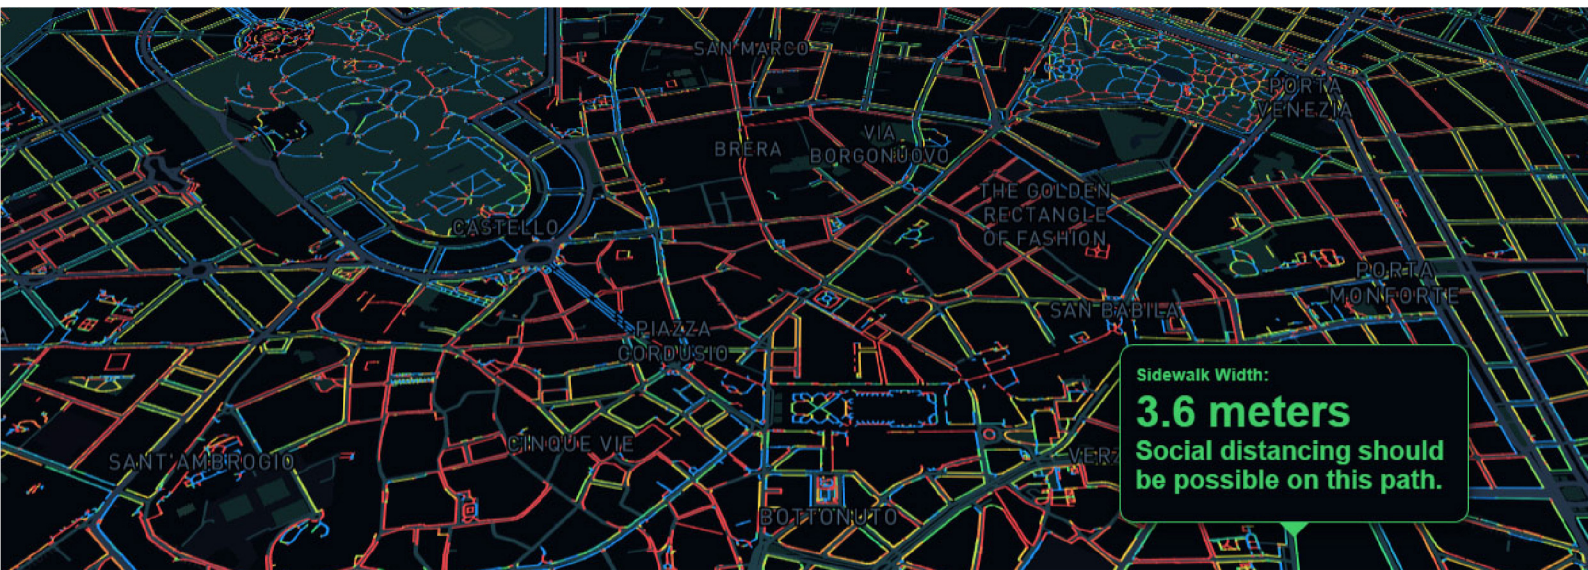 SAN MARCO
PORTA
VENEZIA
VIA
BORGONUOVO
BRERA
THE GOLDEN
RECTANGLE
OF FASHION
CASTELLO
PORTA
MONFORTE
SAN BABILA
PIAZZA
CORDUSIO
Sidewalk Width:
3.6 meters
Social distancing should
be possible on this path.
CINQUE VIE
VERZ
SANT'AMBROGIO
BOTTONUTO